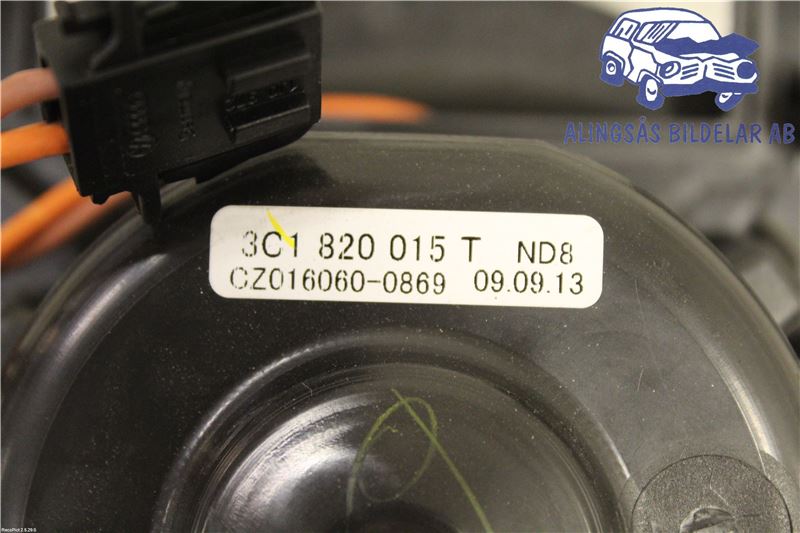 ALINGSÅS BILDELAR AB
3C1 820 015 T ND8
CZ016060-0869 09.09.13